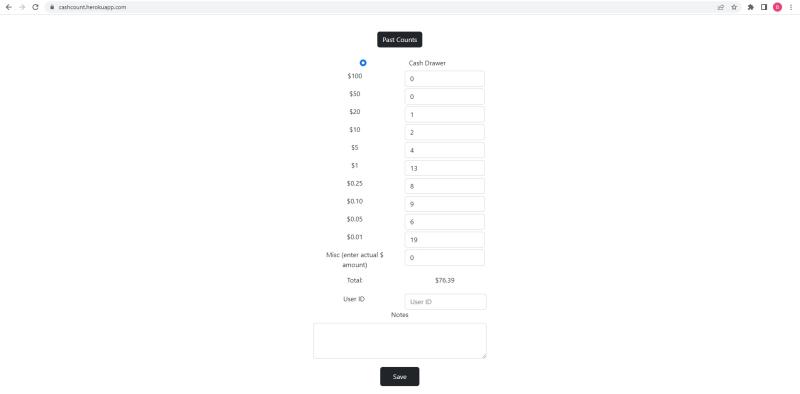 cashcount.herokuapp.com
Past Counts
Cash Drawer
$100 0
$50 0
$20 1
$10 2
$5 4
$1 13
$0.25 8
$0.10 9
$0.05 6
$0.01 19
Misc (enter actual $ 0
amount)
Total: $76.39
User ID User ID
Notes
Save